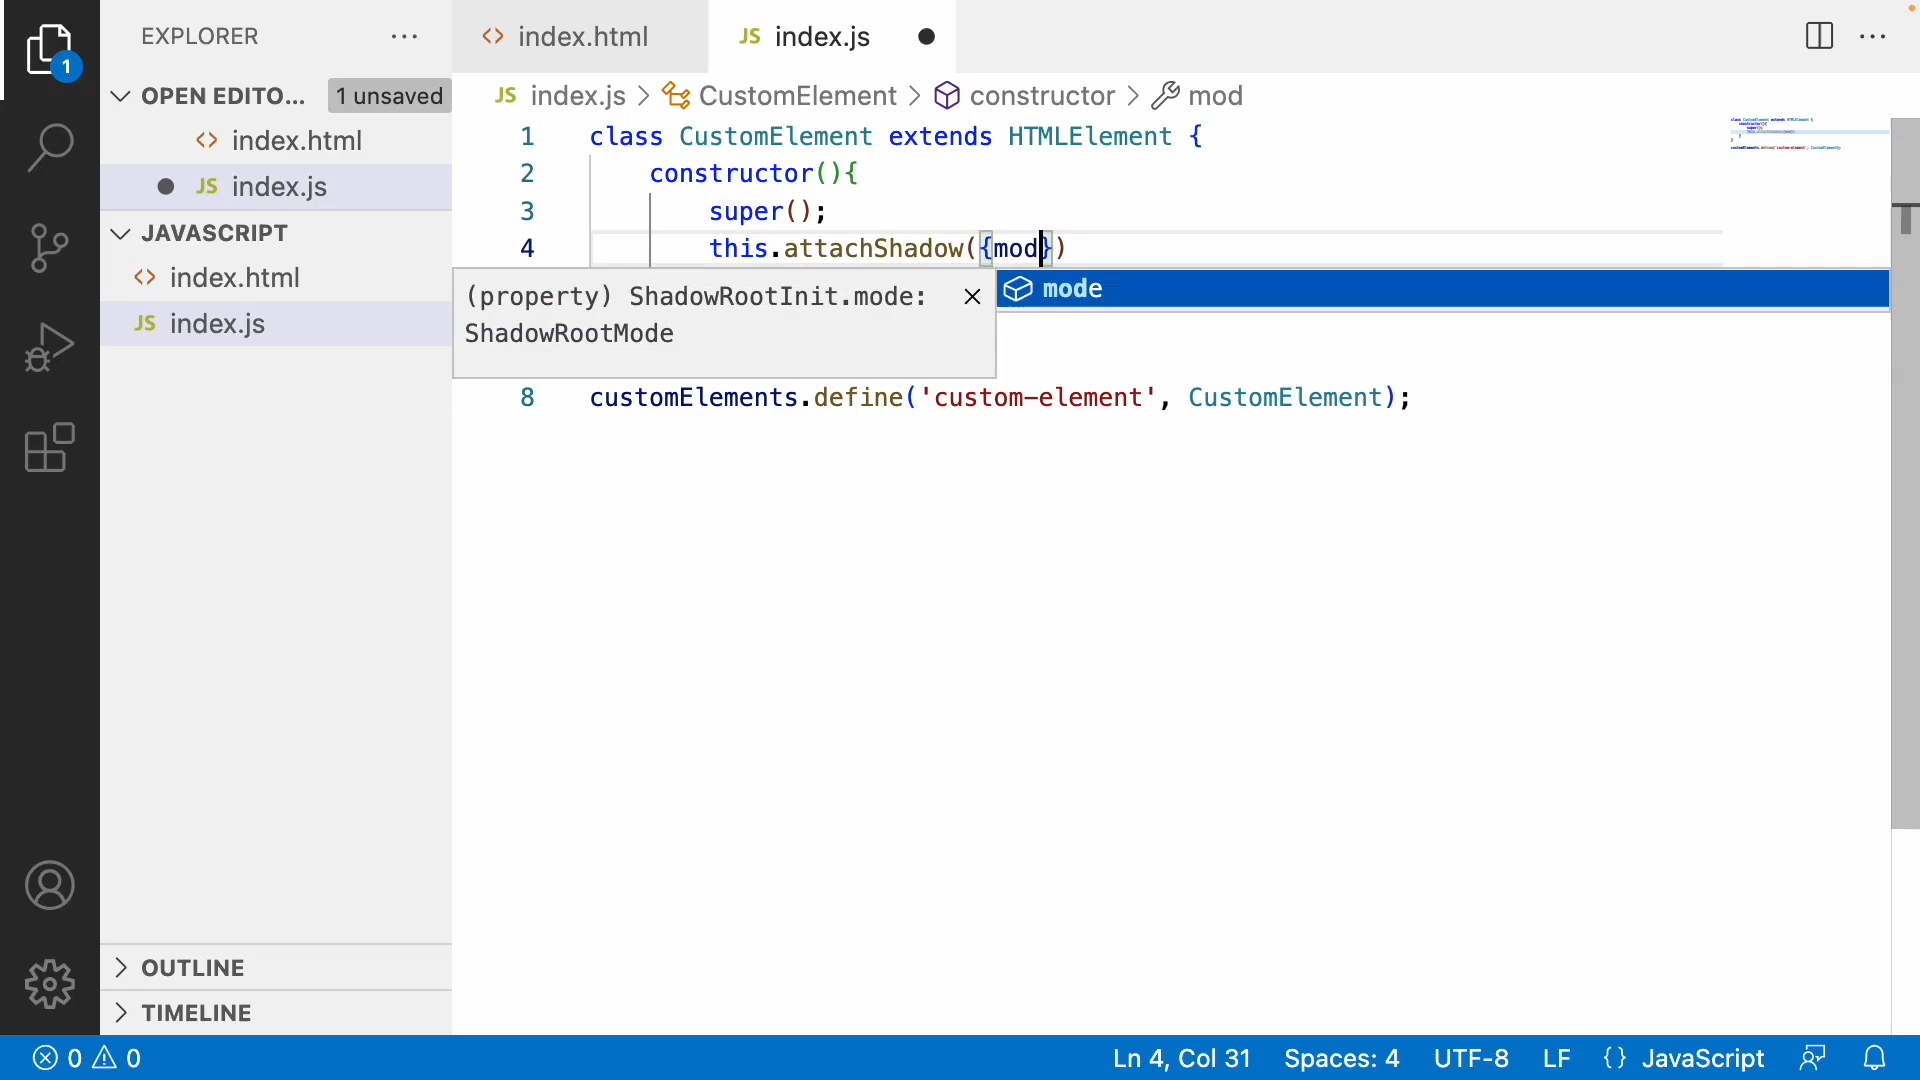 EXPLORER
index.html
JS index.js
1
OPEN EDITO... 1 unsaved
index.html
JS index.js
JAVASCRIPT
index.html
JS index.js
JS index.js > CustomElement > constructor > mod
1 class CustomElement extends HTMLElement {
2 constructor(){
3 super();
4 this.attachShadow({mod})
(property) ShadowRootInit.mode:
ShadowRootMode
mode
8 customElements.define('custom-element', CustomElement);
OUTLINE
TIMELINE
0 0
Ln 4, Col 31 Spaces: 4 UTF-8 LF {} JavaScript